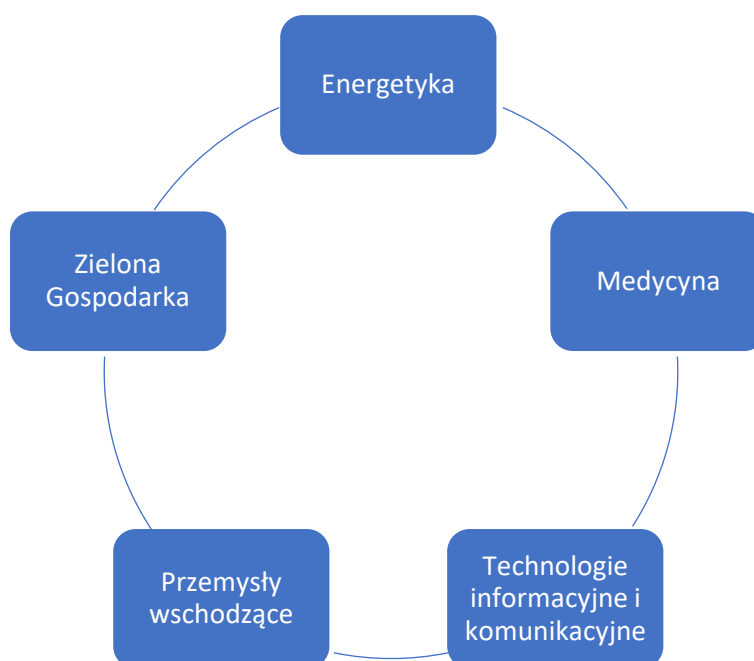 Energetyka
Medycyna
Technologie
informacyjne i
komunikacyjne
Przemysły
wschodzące
Zielona
Gospodarka